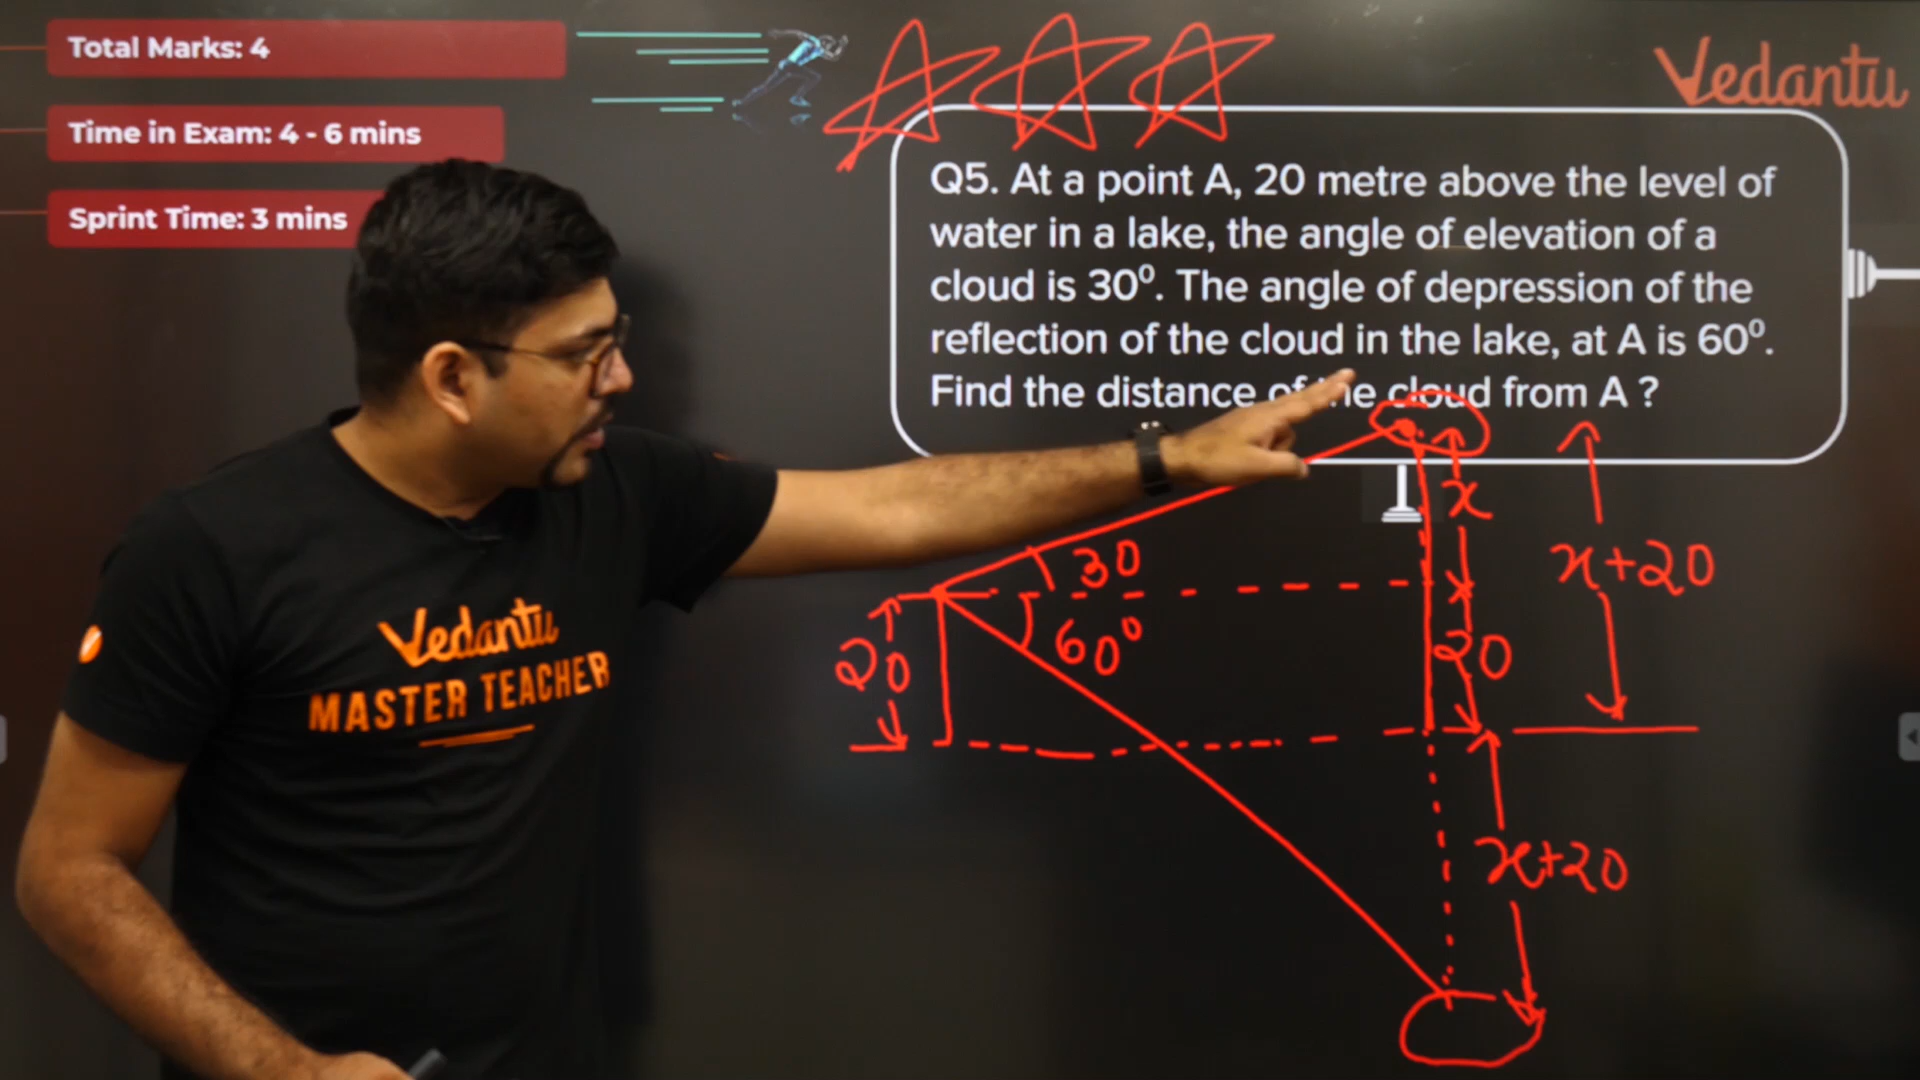 Total Marks: 4
Time in Exam: 4 - 6 mins
Sprint Time: 3 mins
Vedantu
Q5. At a point A, 20 metre above the level of
water in a lake, the angle of elevation of a
cloud is 30⁰. The angle of depression of the
reflection of the cloud in the lake, at A is 60⁰.
Find the distance of the cloud from A ?
x
30
x+20
60⁰
20
20
x+20
Vedantu
MASTER TEACHER